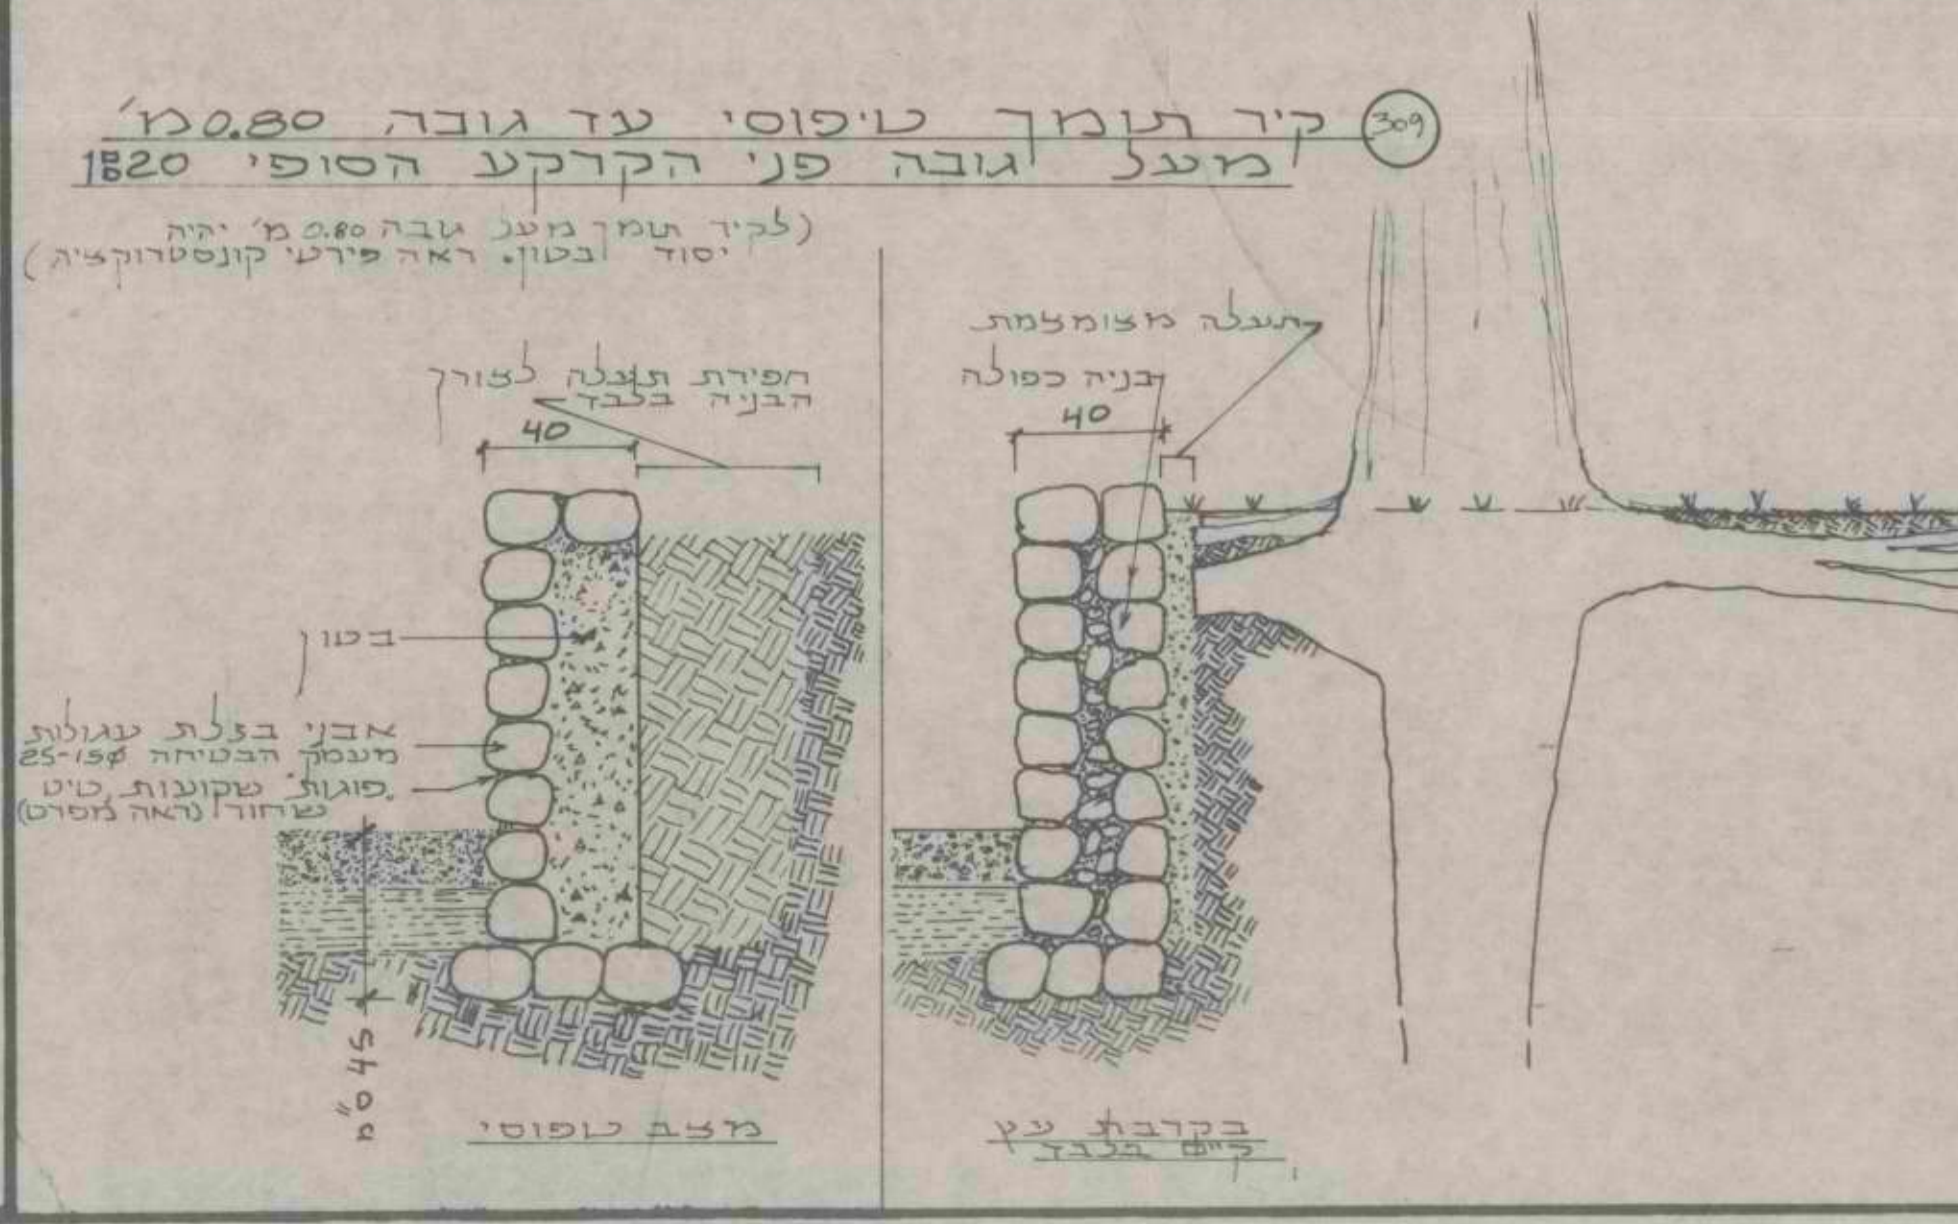 309
קיר תומך טיפוסי עד גובה 0.80 מ'
מעל גובה פני הקרקע הסופי 1:20
(לקיר תומך מעל גובה 0.80 מ' יהיה
יסוד בטון. ראה פירטי קונסטרוקציה)
תעלה מצומצמת
בניה כפולה
40
חפירת תעלה לצורך
הבניה בלבד
40
בטון
אבני בזלת עגולות
מעמק הבטיחה 25-15φ
פוגות שקועות, טיט
שחור (ראה מפרט)
45 ס"מ
בקרבת עץ
קיים בלבד
מצב טופוסי